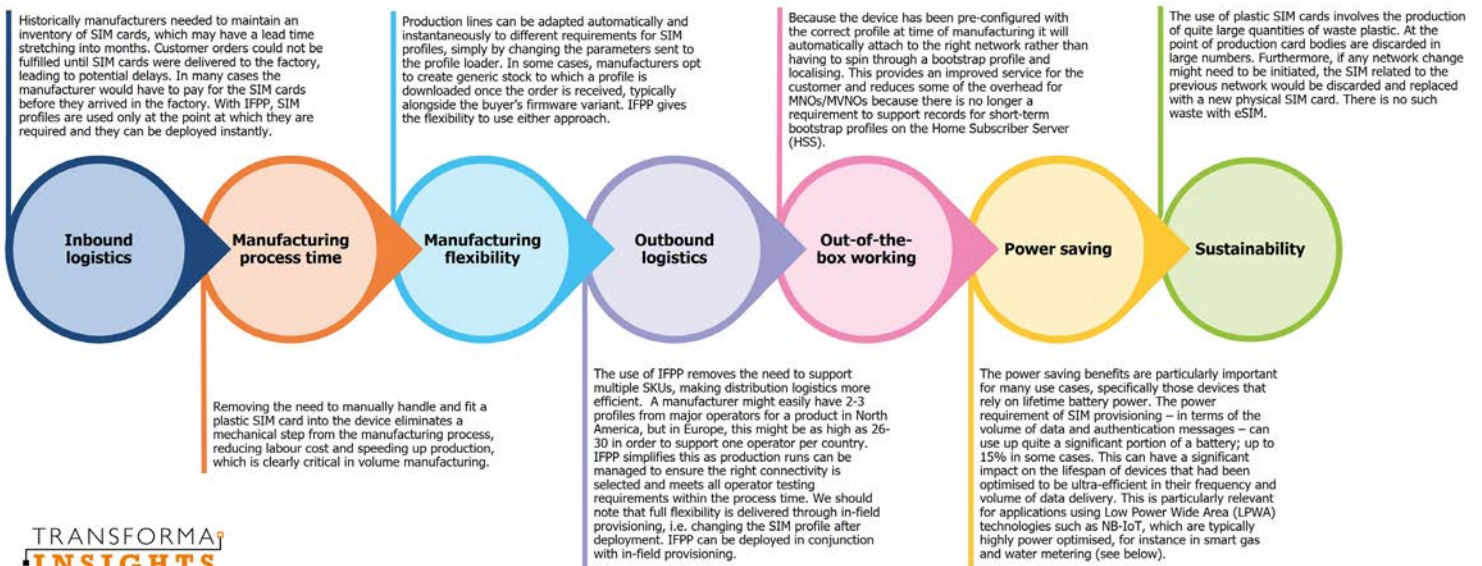 Historically manufacturers needed to maintain an
inventory of SIM cards, which may have a lead time
stretching into months. Customer orders could not be
fulfilled until SIM cards were delivered to the factory,
leading to potential delays. In many cases the
manufacturer would have to pay for the SIM cards
before they arrived in the factory. With IFPP, SIM
profiles are used only at the point at which they are
required and they can be deployed instantly.
Production lines can be adapted automatically and
instantaneously to different requirements for SIM
profiles, simply by changing the parameters sent to
the profile loader. In some cases, manufacturers opt
to create generic stock to which a profile is
downloaded once the order is received, typically
alongside the buyer's firmware variant. IFPP gives
the flexibility to use either approach.
Because the device has been pre-configured with
the correct profile at time of manufacturing it will
automatically attach to the right network rather than
having to spin through a bootstrap profile and
localising. This provides an improved service for the
customer and reduces some of the overhead for
MNOs/MVNOs because there is no longer a
requirement to support records for short-term
bootstrap profiles on the Home Subscriber Server
(HSS).
The use of plastic SIM cards involves the production
of quite large quantities of waste plastic. At the
point of production card bodies are discarded in
large numbers. Furthermore, if any network change
might need to be initiated, the SIM related to the
previous network would be discarded and replaced
with a new physical SIM card. There is no such
waste with eSIM.
Inbound
logistics
Manufacturing
process time
Manufacturing
flexibility
Outbound
logistics
Out-of-the-
box working
Power saving
Sustainability
Removing the need to manually handle and fit a
plastic SIM card into the device eliminates a
mechanical step from the manufacturing process,
reducing labour cost and speeding up production,
which is clearly critical in volume manufacturing.
The use of IFPP removes the need to support
multiple SKUs, making distribution logistics more
efficient. A manufacturer might easily have 2-3
profiles from major operators for a product in North
America, but in Europe, this might be as high as 26-
30 in order to support one operator per country.
IFPP simplifies this as production runs can be
managed to ensure the right connectivity is
selected and meets all operator testing
requirements within the process time. We should
note that full flexibility is delivered through in-field
provisioning, i.e. changing the SIM profile after
deployment. IFPP can be deployed in conjunction
with in-field provisioning.
The power saving benefits are particularly important
for many use cases, specifically those devices that
rely on lifetime battery power. The power
requirement of SIM provisioning – in terms of the
volume of data and authentication messages – can
use up quite a significant portion of a battery; up to
15% in some cases. This can have a significant
impact on the lifespan of devices that had been
optimised to be ultra-efficient in their frequency and
volume of data delivery. This is particularly relevant
for applications using Low Power Wide Area (LPWA)
technologies such as NB-IoT, which are typically
highly power optimised, for instance in smart gas
and water metering (see below).
TRANSFORMA
INSIGHTS